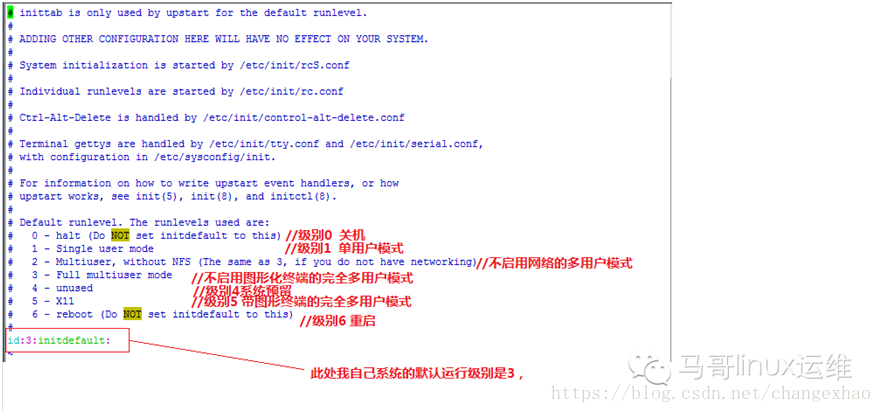 # inittab is only used by upstart for the default runlevel.
#
# ADDING OTHER CONFIGURATION HERE WILL HAVE NO EFFECT ON YOUR SYSTEM.
#
# System initialization is started by /etc/init/rcS.conf
#
# Individual runlevels are started by /etc/init/rc.conf
#
# Ctrl-Alt-Delete is handled by /etc/init/control-alt-delete.conf
#
# Terminal gettys are handled by /etc/init/tty.conf and /etc/init/serial.conf,
# with configuration in /etc/sysconfig/init.
#
# For information on how to write upstart event handlers, or how
# upstart works, see init(5), init(8), and initctl(8).
#
# Default runlevel. The runlevels used are:
#   0 - halt (Do NOT set initdefault to this) //级别0 关机
#   1 - Single user mode //级别1 单用户模式
#   2 - Multiuser, without NFS (The same as 3, if you do not have networking)//不启用网络的多用户模式
#   3 - Full multiuser mode //不启用图形化终端的完全多用户模式
#   4 - unused //级别4系统预留
#   5 - X11 //级别5 带图形终端的完全多用户模式
#   6 - reboot (Do NOT set initdefault to this) //级别6 重启
#
id:3:initdefault:
~
此处我自己系统的默认运行级别是3，
马哥linux运维
https://blog.csdn.net/changexhao